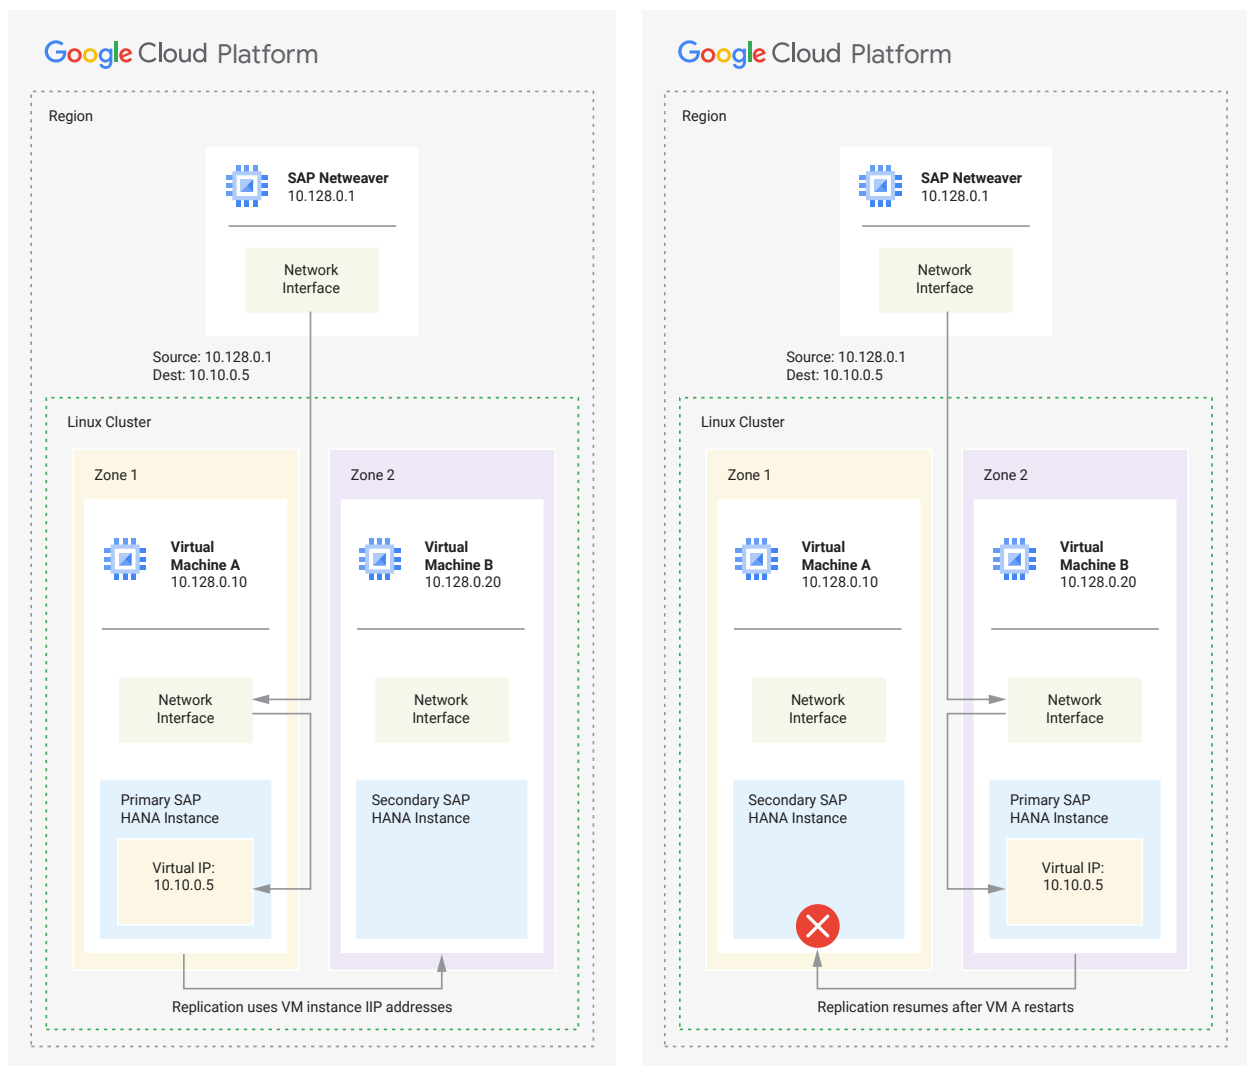 Google Cloud Platform
Region
SAP Netweaver
10.128.0.1
Network
Interface
Source: 10.128.0.1
Dest: 10.10.0.5
Linux Cluster
Zone 1
Virtual
Machine A
10.128.0.10
Network
Interface
Primary SAP
HANA Instance
Virtual IP:
10.10.0.5
Zone 2
Virtual
Machine B
10.128.0.20
Network
Interface
Secondary SAP
HANA Instance
Replication uses VM instance IIP addresses
Google Cloud Platform
Region
SAP Netweaver
10.128.0.1
Network
Interface
Source: 10.128.0.1
Dest: 10.10.0.5
Linux Cluster
Zone 1
Virtual
Machine A
10.128.0.10
Network
Interface
Secondary SAP
HANA Instance
Zone 2
Virtual
Machine B
10.128.0.20
Network
Interface
Primary SAP
HANA Instance
Virtual IP:
10.10.0.5
Replication resumes after VM A restarts